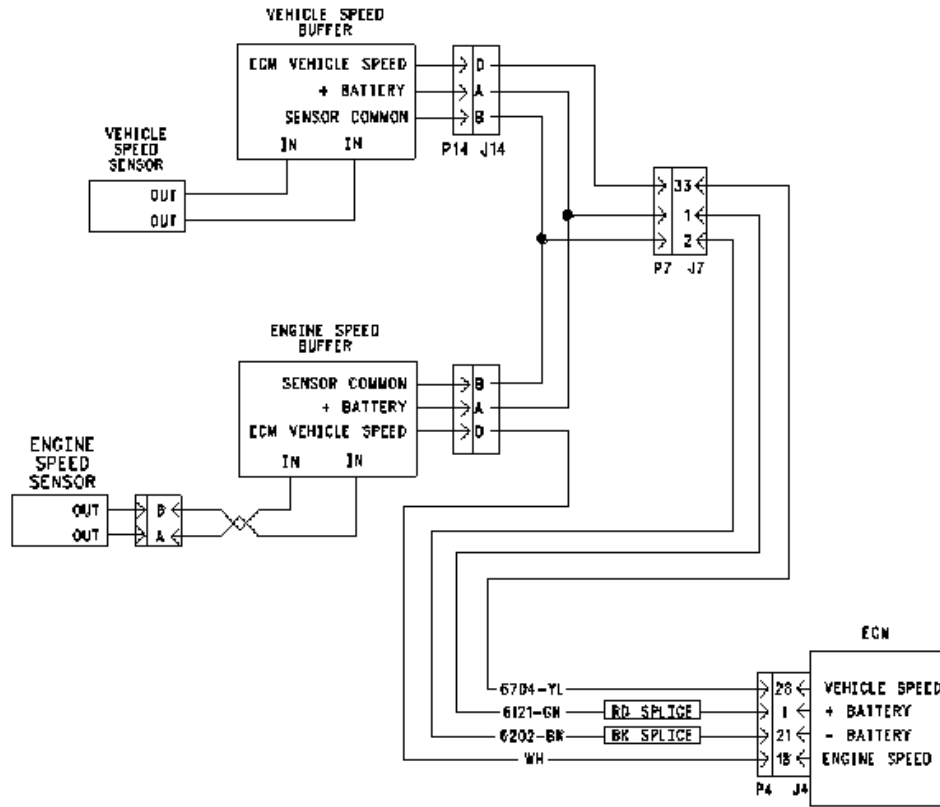 VEHICLE SPEED
BUFFER
ECM VEHICLE SPEED
+ BATTERY
SENSOR COMMON
IN IN
D
A
B
P14 J14
VEHICLE
SPEED
SENSOR
OUT
OUT
33
1
2
P7 J7
ENGINE SPEED
BUFFER
SENSOR COMMON
+ BATTERY
ECM VEHICLE SPEED
IN IN
B
A
D
ENGINE
SPEED
SENSOR
OUT
OUT
B
A
ECM
6704-YL
6121-GN RD SPLICE
6202-BK BK SPLICE
WH
28 VEHICLE SPEED
1 + BATTERY
21 - BATTERY
18 ENGINE SPEED
P4 J4